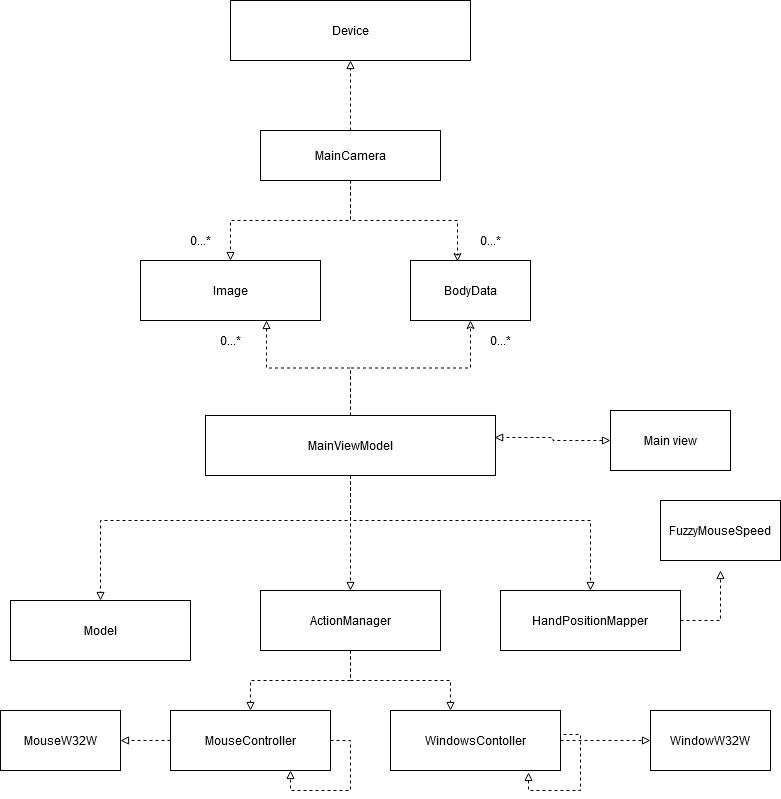 Device
MainCamera
0...*
0...*
Image
BodyData
0...*
0...*
MainViewModel
Main view
FuzzyMouseSpeed
Model
ActionManager
HandPositionMapper
MouseW32W
MouseController
WindowsContoller
WindowW32W